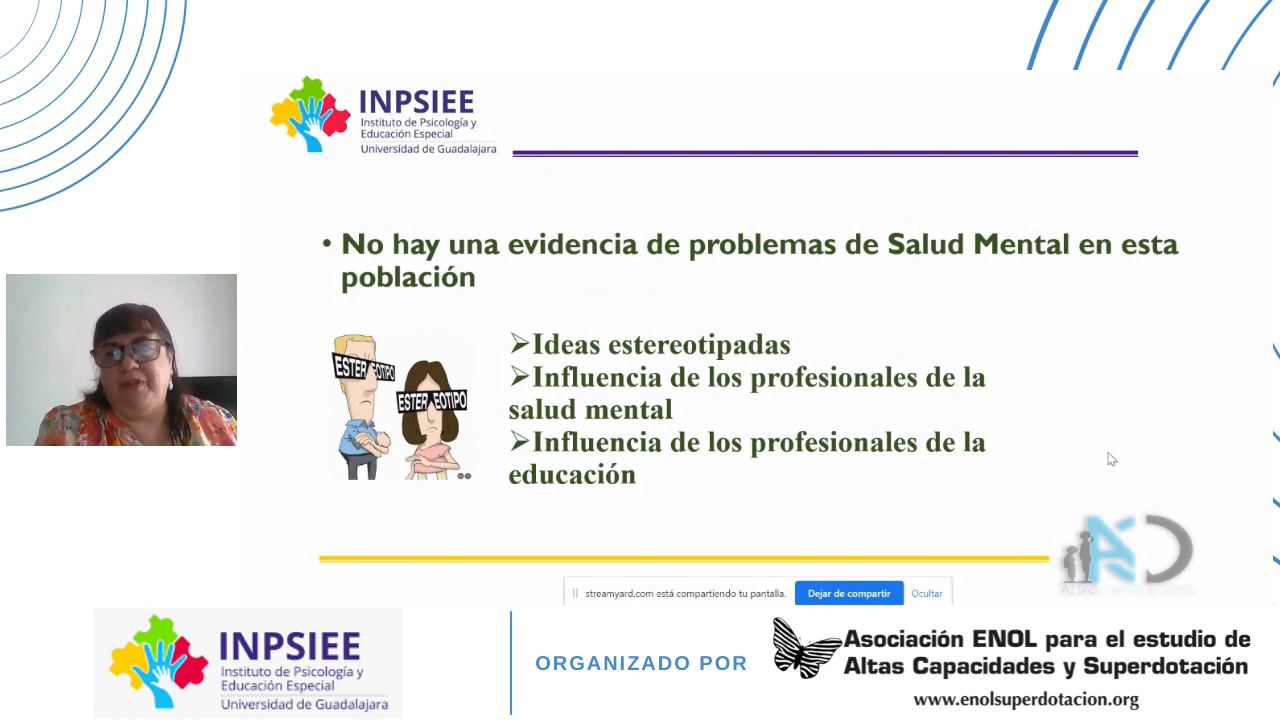 INPSIEE
Instituto de Psicología y
Educación Especial
Universidad de Guadalajara
• No hay una evidencia de problemas de Salud Mental en esta
población
ESTEREOTIPO
ESTEREOTIPO
➢Ideas estereotipadas
➢Influencia de los profesionales de la
salud mental
➢Influencia de los profesionales de la
educación
ALTAS
streamyard.com está compartiendo tu pantalla.
Dejar de compartir
Ocultar
INPSIEE
Instituto de Psicología y
Educación Especial
Universidad de Guadalajara
ORGANIZADO POR
Asociación ENOL para el estudio de
Altas Capacidades y Superdotación
www.enolsuperdotacion.org